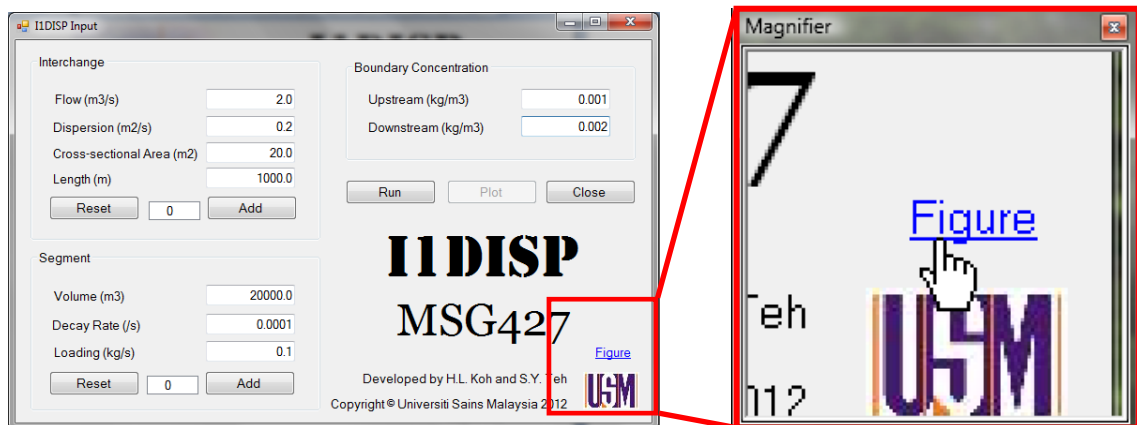 I1DISP Input
Interchange
Flow (m3/s) 2.0
Dispersion (m2/s) 0.2
Cross-sectional Area (m2) 20.0
Length (m) 1000.0
Reset 0 Add
Segment
Volume (m3) 20000.0
Decay Rate (/s) 0.0001
Loading (kg/s) 0.1
Reset 0 Add
Boundary Concentration
Upstream (kg/m3) 0.001
Downstream (kg/m3) 0.002
Run Plot Close
I1DISP
MSG427
Figure
Developed by H.L. Koh and S.Y. Teh
Copyright © Universiti Sains Malaysia 2012
USM
Magnifier
7
Figure
Teh
012
USM